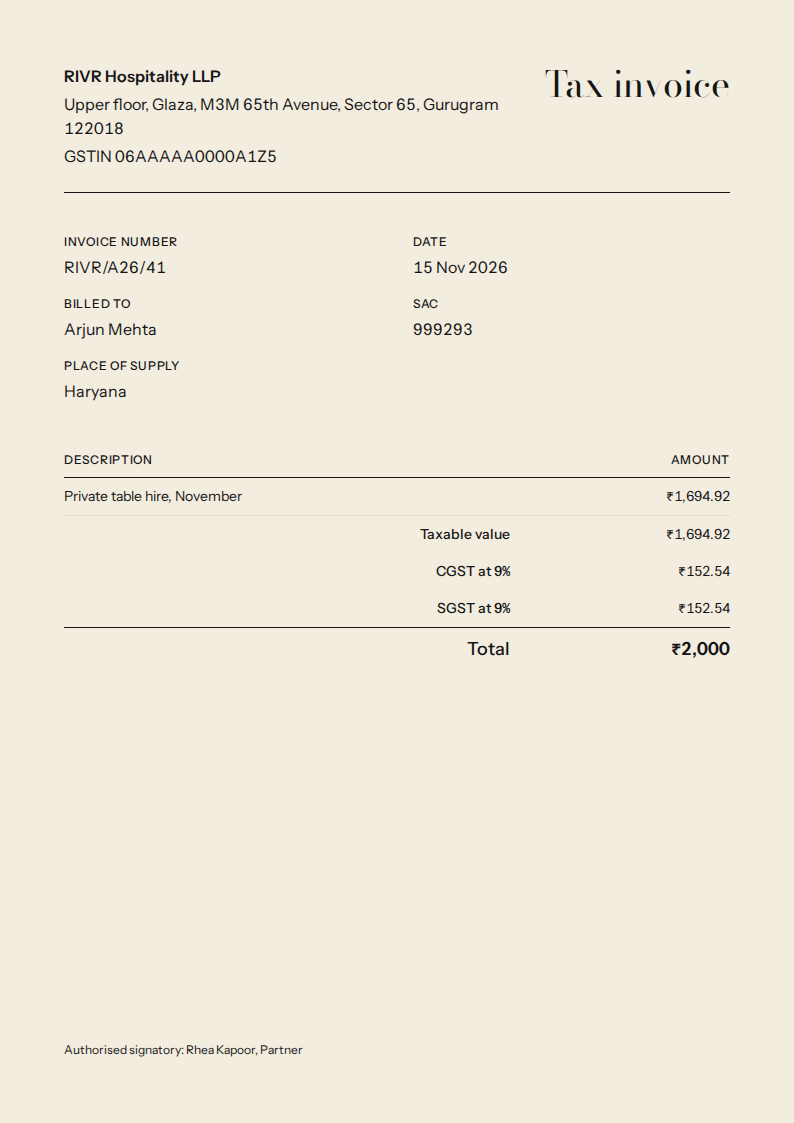 RIVR Hospitality LLP
Tax invoice
Upper floor, Glaza, M3M 65th Avenue, Sector 65, Gurugram
122018
GSTIN 06AAAAA0000A1Z5
INVOICE NUMBER
DATE
RIVR/A26/41
15 Nov 2026
BILLED TO
SAC
Arjun Mehta
999293
PLACE OF SUPPLY
Haryana
DESCRIPTION
AMOUNT
Private table hire, November
₹1,694.92
Taxable value
₹1,694.92
CGST at 9%
₹152.54
SGST at 9%
₹152.54
Total
₹2,000
Authorised signatory: Rhea Kapoor, Partner